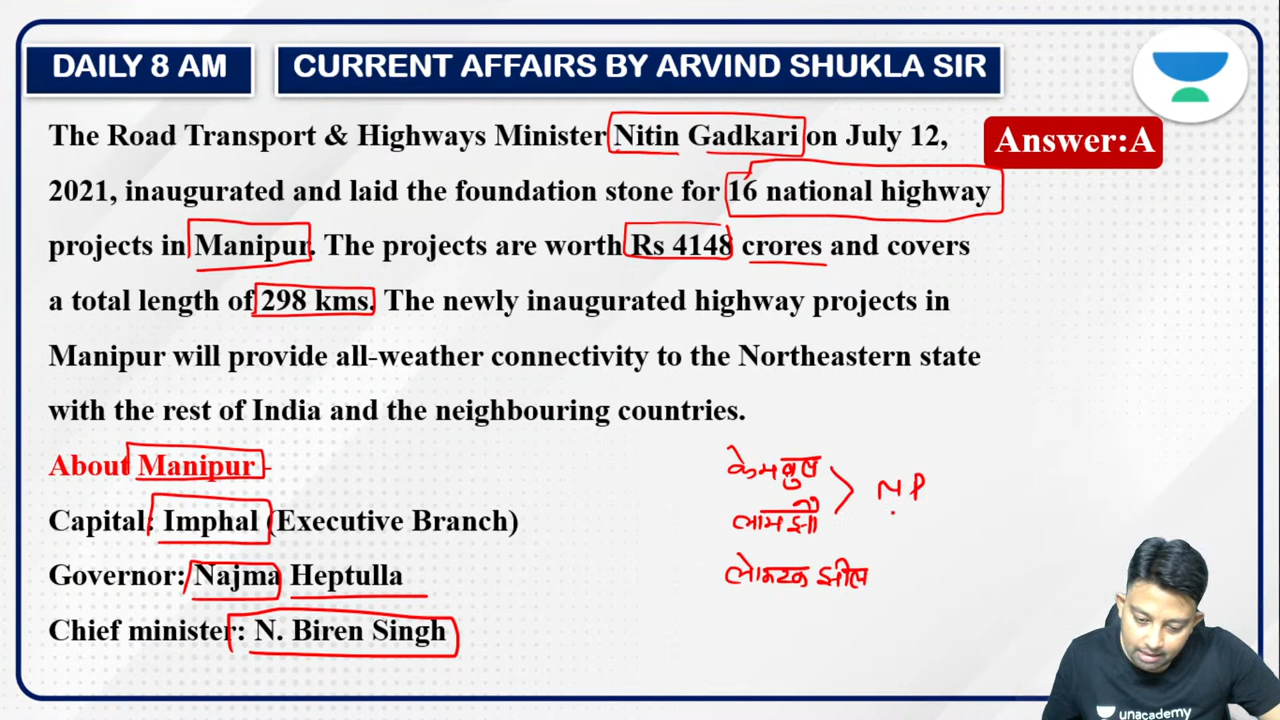 DAILY 8 AM
CURRENT AFFAIRS BY ARVIND SHUKLA SIR
The Road Transport & Highways Minister Nitin Gadkari on July 12,
Answer:A
2021, inaugurated and laid the foundation stone for 16 national highway
projects in Manipur. The projects are worth Rs 4148 crores and covers
a total length of 298 kms. The newly inaugurated highway projects in
Manipur will provide all-weather connectivity to the Northeastern state
with the rest of India and the neighbouring countries.
About Manipur -
Capital: Imphal (Executive Branch)
Governor: Najma Heptulla
Chief minister: N. Biren Singh
केमबुल
लामजाओ
NP
लोकटक झील
unacademy